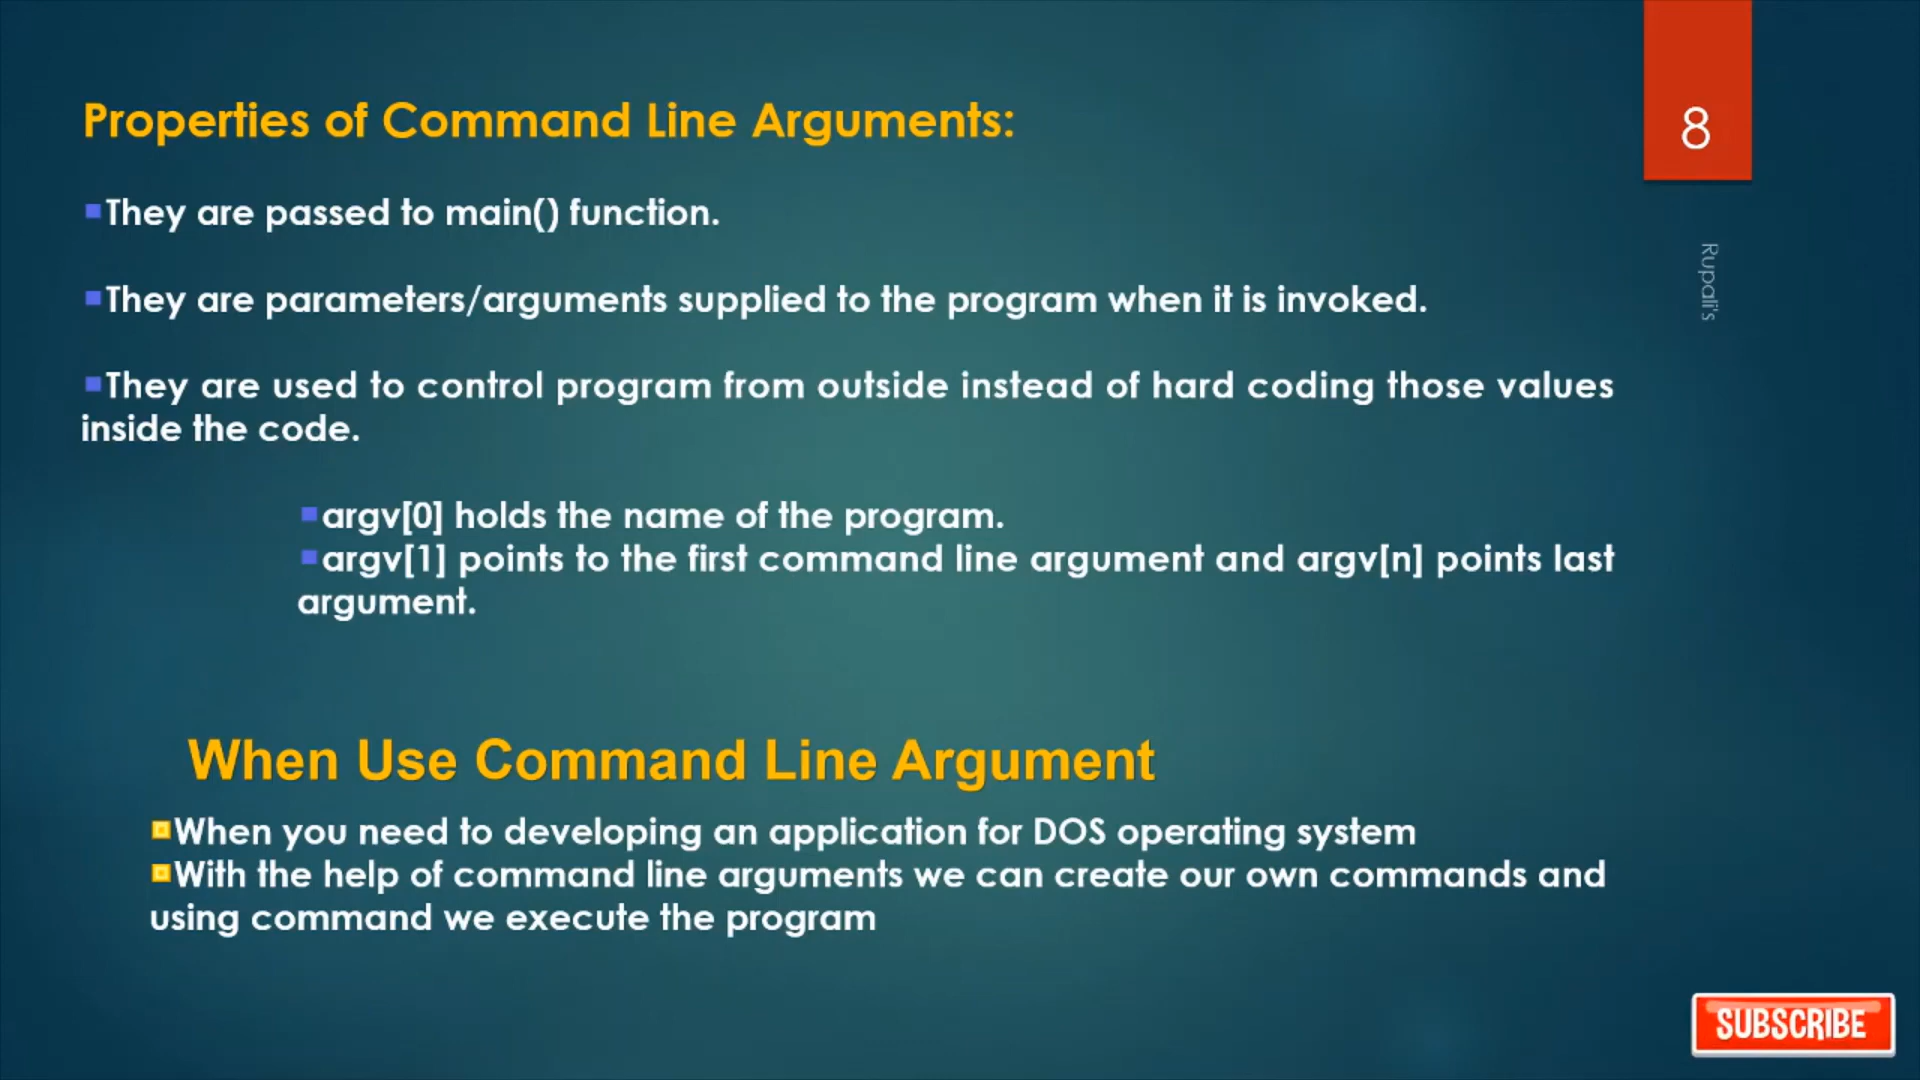 Properties of Command Line Arguments:
8
They are passed to main() function.
They are parameters/arguments supplied to the program when it is invoked.
They are used to control program from outside instead of hard coding those values
inside the code.
argv[0] holds the name of the program.
argv[1] points to the first command line argument and argv[n] points last
argument.
Rupali's
When Use Command Line Argument
When you need to developing an application for DOS operating system
With the help of command line arguments we can create our own commands and
using command we execute the program
SUBSCRIBE